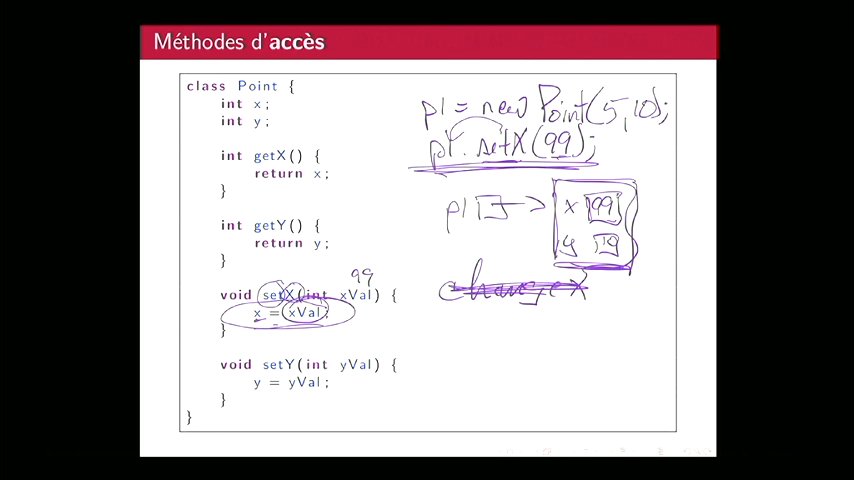 Méthodes d'accès
class Point {
int x;
int y;
int getX() {
return x;
}
int getY() {
return y;
}
void setX(int xVal) {
x = xVal;
}
void setY(int yVal) {
y = yVal;
}
}
p1 = new Point(5,10);
p1.setX(99);
p1
x 99
y
99
changeX